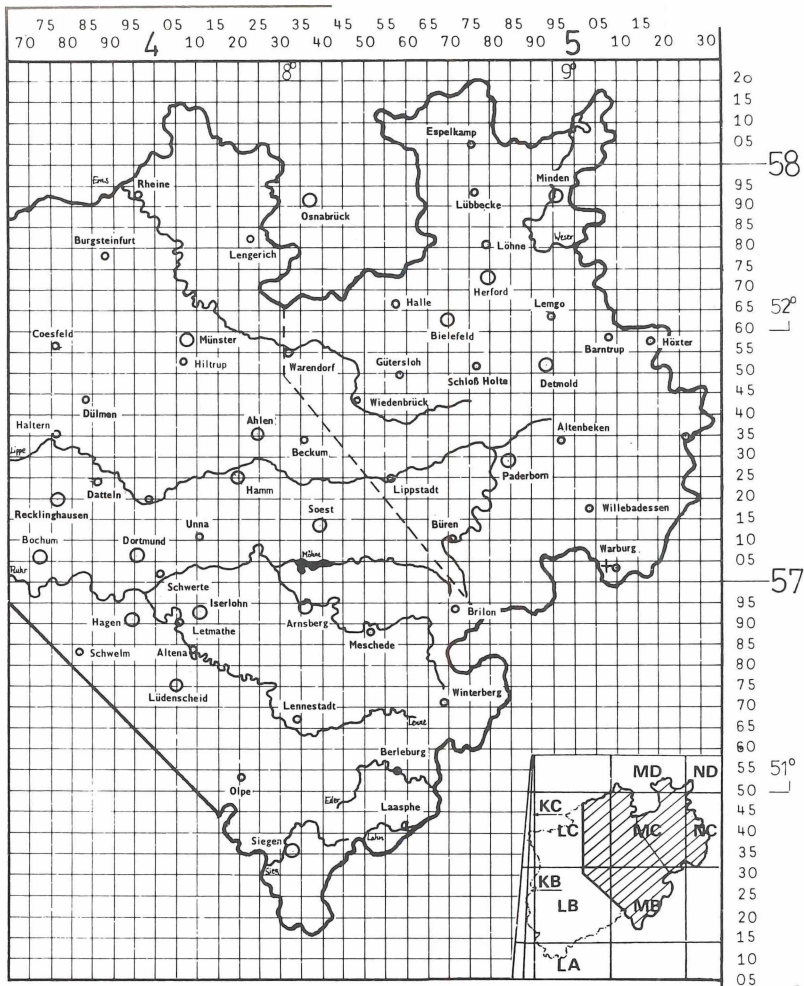 75 85 95 4 05 15 25 35 45 55 65 75 85 95 5 05 15 25
70 80 90 10 20 30 40 50 60 70 80 90 10 20 30
8° 9°
20
15
10
Espelkamp 05
58
Ems Rheine Minden 95
Osnabrück Lübbecke 90
Burgsteinfurt Lengerich Löhne Weser 85
80
75
Herford 70
Halle Lemgo 65
52°
Coesfeld Münster Bielefeld Barntrup Höxter 60
Hiltrup Warendorf Gütersloh 55
Schloß Holte Detmold 50
Wiedenbrück 45
Dülmen 40
Haltern Ahlen Altenbeken 35
Lippe Beckum 30
Paderborn 25
Datteln Hamm Lippstadt 20
Recklinghausen Soest Willebadessen 15
Unna Büren 10
Bochum Dortmund Möhne Warburg 05
Ruhr
57
Schwerte
Iserlohn Brilon 95
Hagen Letmathe Arnsberg 90
Schwelm Altena Meschede 85
80
Lüdenscheid 75
Winterberg 70
Lennestadt Lenne 65
60
Berleburg 55
51°
Olpe 50
Eder Laasphe 45
Siegen Lahn 40
Sieg 35
30
25
20
15
10
05
MD ND
KC
LC MC NC
KB
LB MB
LA